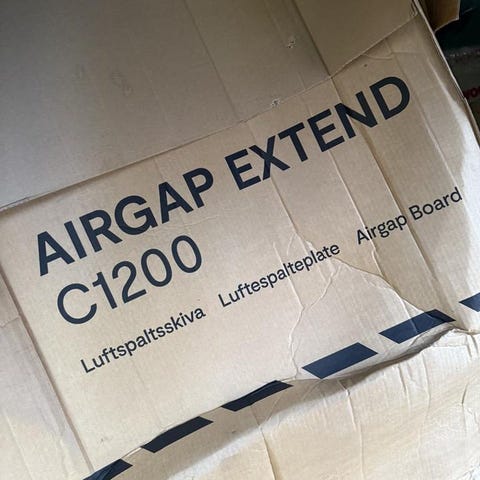 AIRGAP EXTEND
C1200
Luftspaltsskiva Luftespalteplate Airgap Board